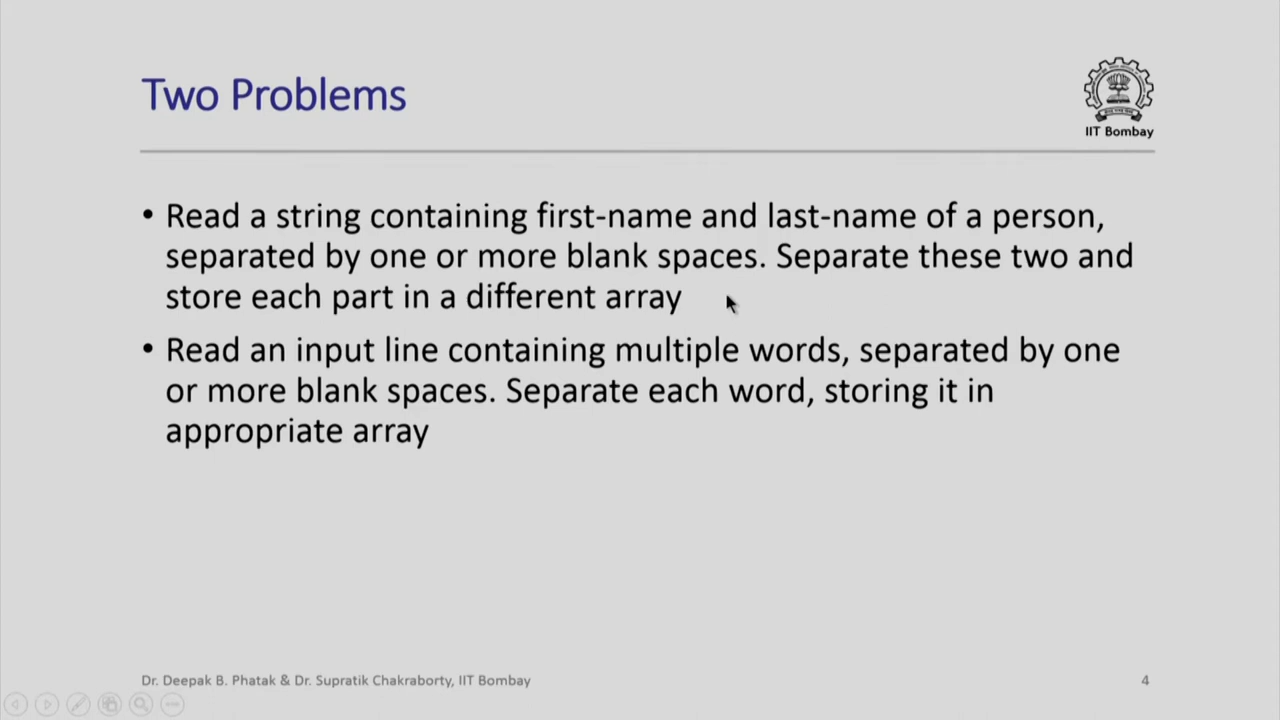 Two Problems
IIT Bombay
• Read a string containing first-name and last-name of a person,
separated by one or more blank spaces. Separate these two and
store each part in a different array
• Read an input line containing multiple words, separated by one
or more blank spaces. Separate each word, storing it in
appropriate array
Dr. Deepak B. Phatak & Dr. Supratik Chakraborty, IIT Bombay
4